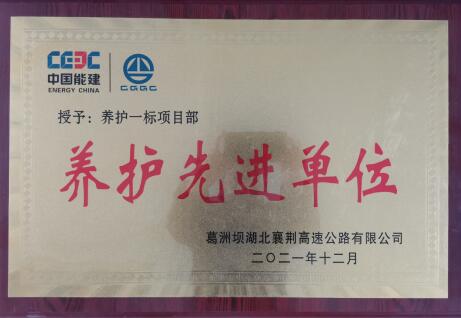 CEEC
中国能建
ENERGY CHINA
CGGC
授予：养护一标项目部
养护先进单位
葛洲坝湖北襄荆高速公路有限公司
二〇二一年十二月